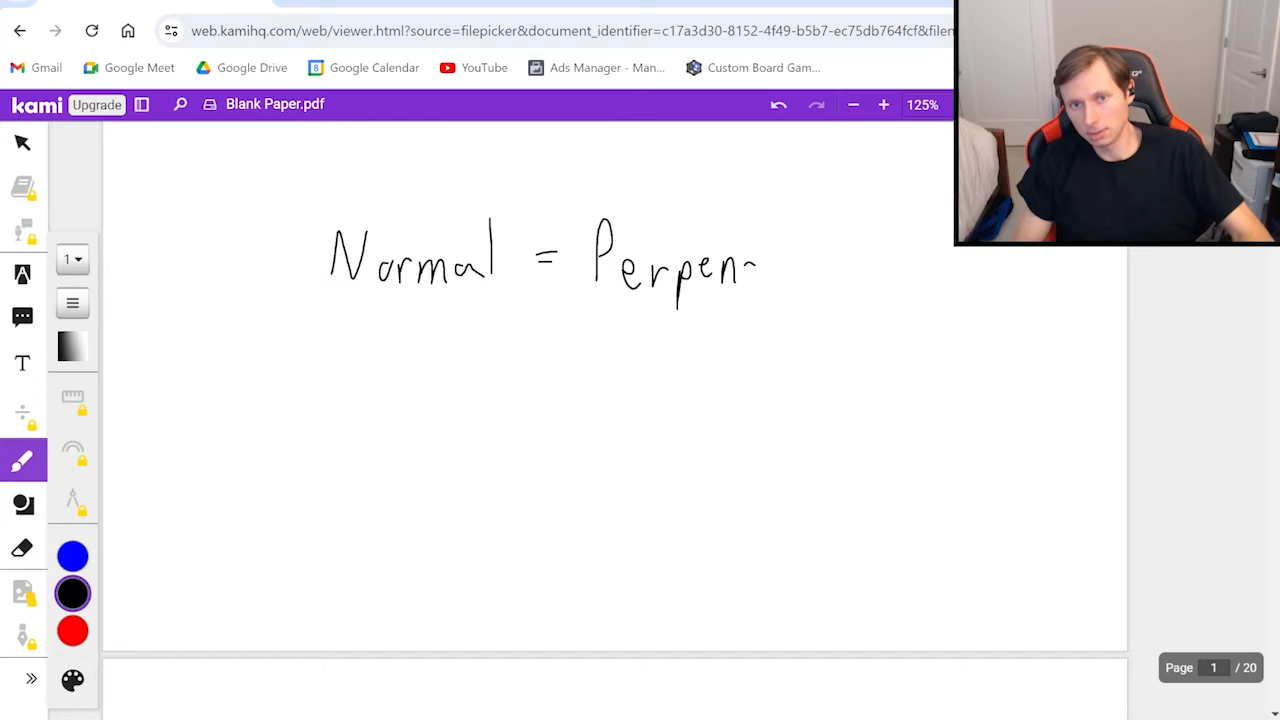 web.kamihq.com/web/viewer.html?source=filepicker&document_identifier=c17a3d30-8152-4f49-b5b7-ec75db764fcf&filen
Gmail Google Meet Google Drive 8 Google Calendar YouTube Ads Manager - Man... Custom Board Gam...
kami Upgrade Blank Paper.pdf 125%
Normal = Perpen
1
A
T
Page 1 / 20